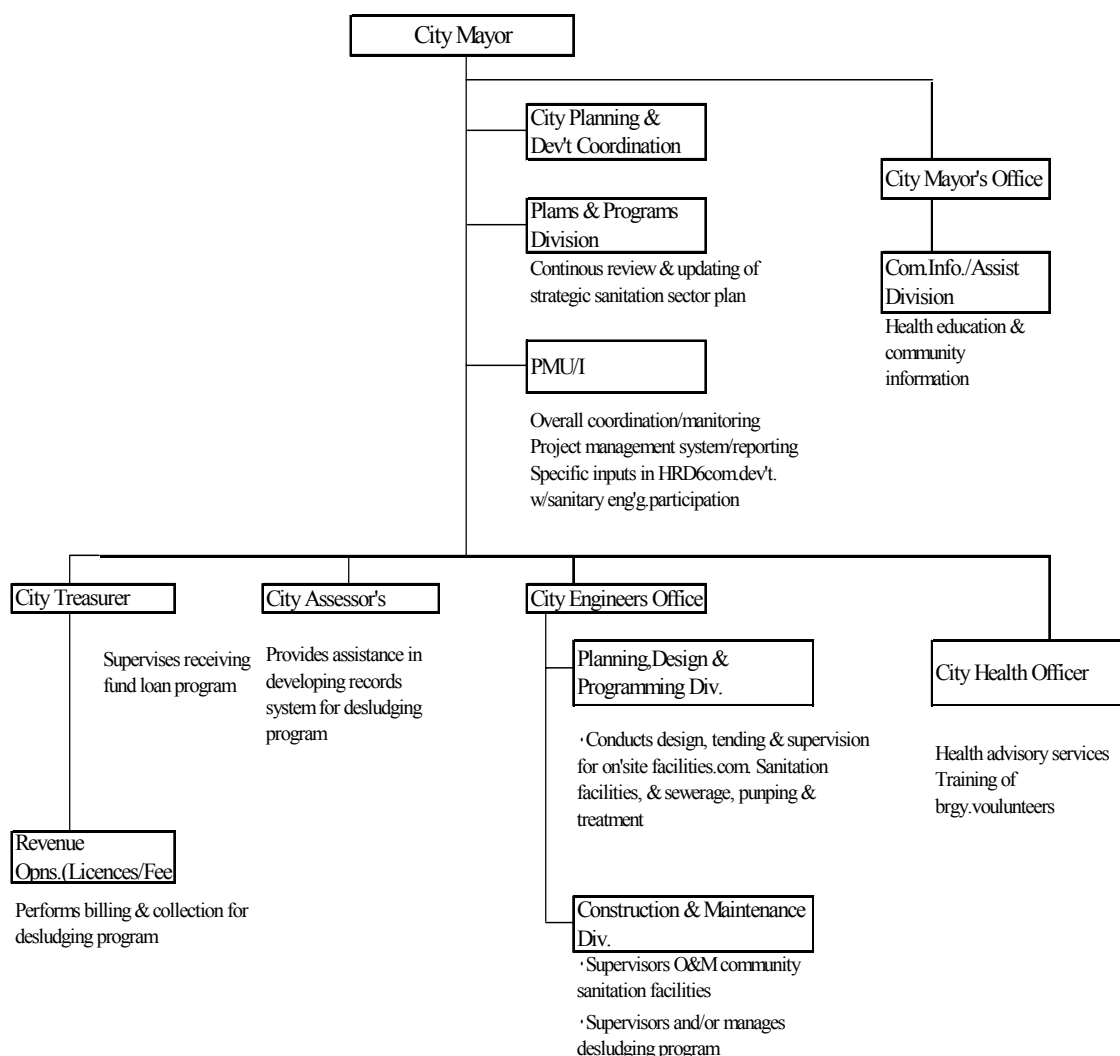 City Mayor
City Planning &
Dev't Coordination
City Mayor's Office
Plams & Programs
Division
Continous review & updating of
strategic sanitation sector plan
Com.Info./Assist
Division
Health education &
community
information
PMU/I
Overall coordination/manitoring
Project management system/reporting
Specific inputs in HRD6com.dev't.
w/sanitary eng'g.participation
City Treasurer
Supervises receiving
fund loan program
Revenue
Opns.(Licences/Fee
Performs billing & collection for
desludging program
City Assessor's
Provides assistance in
developing records
system for desludging
program
City Engineers Office
Planning,Design &
Programming Div.
・Conducts design, tending & supervision
for on'site facilities.com. Sanitation
facilities, & sewerage, punping &
treatment
Construction & Maintenance
Div.
・Supervisors O&M community
sanitation facilities
・Supervisors and/or manages
desludging program
City Health Officer
Health advisory services
Training of
brgy.voulunteers